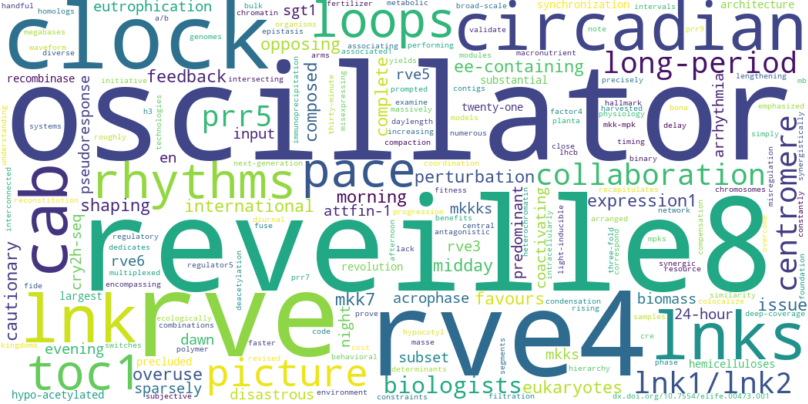 handful homologs eutrophication a/b bulk chromatin metabolic broad-scale synchronization intervals architecture
megabases waveform diverse clock genomes sgt1 loops associating performing circadian validate note prr9
organisms epistasis associated opposing yields modules macronutrient
arms ee-containing long-period lengthening mb
recombinase initiative feedback intersecting rve5 substantial precisely
pseudoresponse h3 technologies composed immunoprecipitation thirty-minute misexpressing complete prompted contigs twenty-one factor4 hallmark bona emphasized
oscillator
understanding systems prr5 input examine massively daylength models planta harvested physiology arrhythmia
roughly increasing numerous mkk-mpk delay simply
cab en compaction close lhcb timing binary synergistically
interconnected reconstitution next-generation rhythms pace coordination perturbation collaboration misregulation chromosomes centromere
recapitulates
shaping international morning fitness predominant coactivating expression1 network
cry2h-seq diurnal attfin-1 progression mkkks central arranged constantly
regulatory fuse benefits antagonistic heterochromatin intracellularly light-inducible mpks compensation overcome
cautionary rve6 dedicates afternoon rve3 three-fold correspond
multiplexed regulator5 deacetylation lack midday synergic resource
reveille8
fide encompassing revolution similarity colocalize deep-coverage foundation
largest prr7 mkk7 acrophase condensation favours samples biomass 24-hour issue
lnk rve night code prove rising rve4 cre lnks
ecologically dawn behavioral hypocotyl subset mkks
kingdoms evening switches combinations faster masse segments phase hierarchy
toc1 precluded polymer revised cost determinants hemicelluloses
overuse picture biologists eukaryotes lnk1/lnk2
sparsely
hypo-acetylated subjective disastrous environment constraints filtration dx.doi.org/10.7554/elife.00473.001